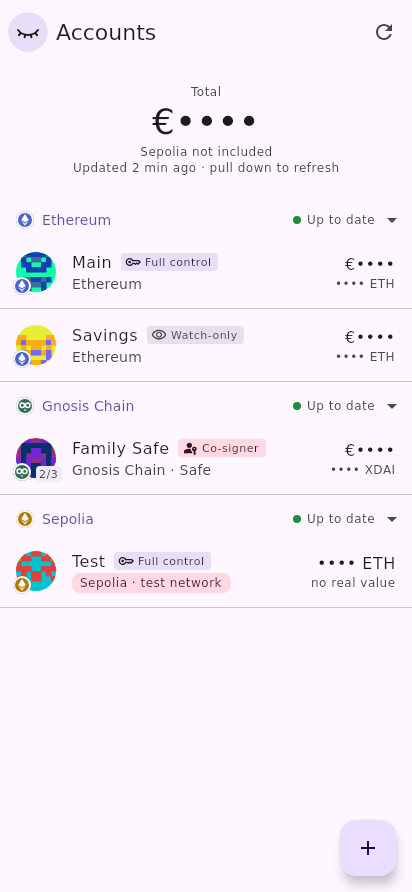 Accounts
Total
€••••
Sepolia not included
Updated 2 min ago · pull down to refresh
Ethereum
Up to date
Main
Full control
€••••
Ethereum
•••• ETH
Savings
Watch-only
€••••
Ethereum
•••• ETH
Gnosis Chain
Up to date
Family Safe
Co-signer
€••••
2/3
Gnosis Chain · Safe
•••• XDAI
Sepolia
Up to date
Test
Full control
•••• ETH
Sepolia · test network
no real value